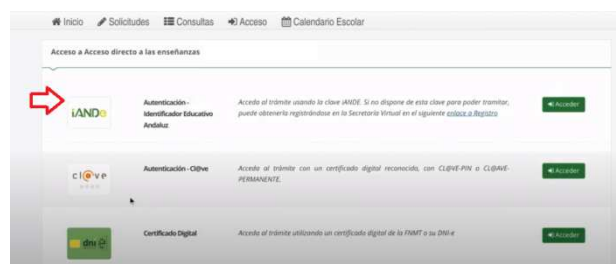 Inicio Solicitudes Consultas Acceso Calendario Escolar
Acceso a Acceso directo a las enseñanzas
iANDe
Autenticación -
Identificador Educativo
Andaluz
Acceda al trámite usando la clave iANDE. Si no dispone de esta clave para poder tramitar,
puede obtenerla registrándose en la Secretaría Virtual en el siguiente enlace a Registro
Acceder
cl@ve
Autenticación - Cl@ve
Acceda al trámite con un certificado digital reconocido, con CL@VE-PIN o CL@AVE-
PERMANENTE.
Acceder
dni e
Certificado Digital
Acceda al trámite utilizando un certificado digital de la FNMT o su DNI-e
Acceder